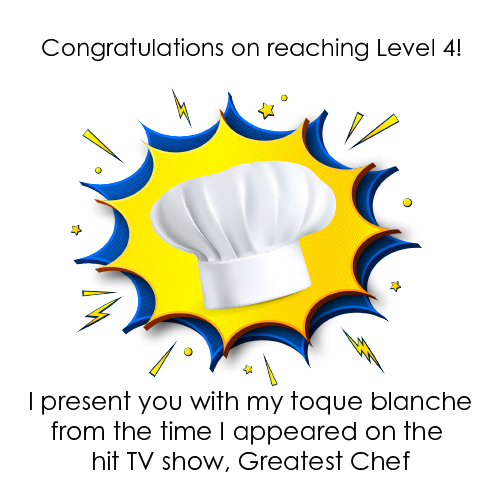 Congratulations on reaching Level 4!
I present you with my toque blanche
from the time I appeared on the
hit TV show, Greatest Chef